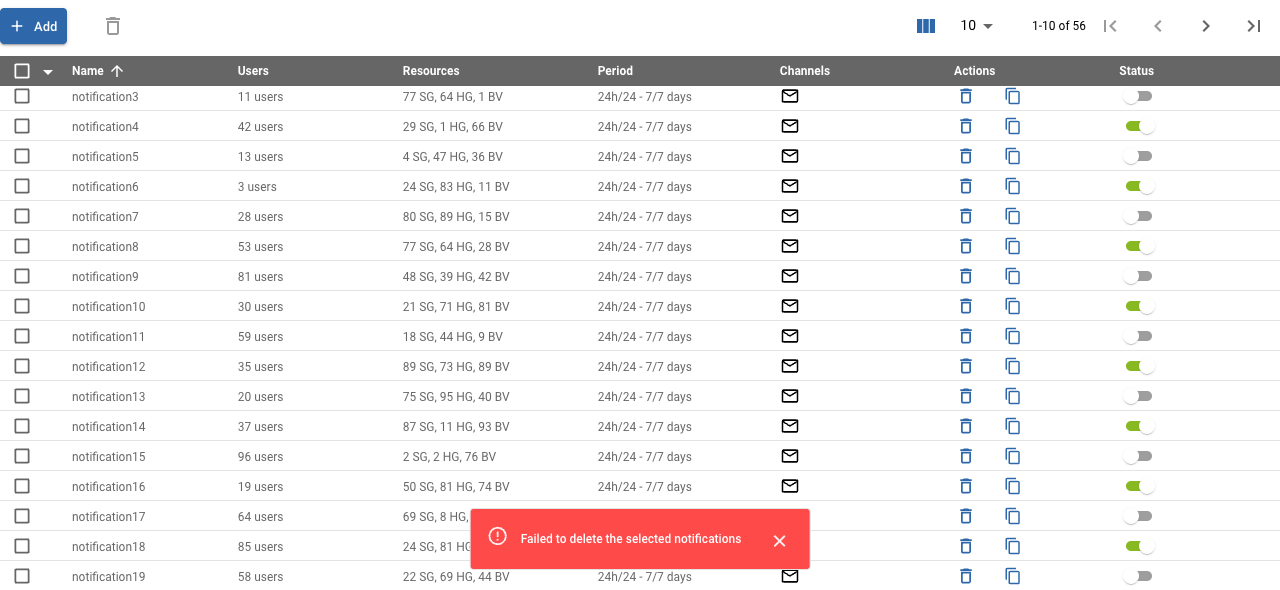 Add
10
1-10 of 56
Name Users Resources Period Channels Actions Status
notification3 11 users 77 SG, 64 HG, 1 BV 24h/24 - 7/7 days
notification4 42 users 29 SG, 1 HG, 66 BV 24h/24 - 7/7 days
notification5 13 users 4 SG, 47 HG, 36 BV 24h/24 - 7/7 days
notification6 3 users 24 SG, 83 HG, 11 BV 24h/24 - 7/7 days
notification7 28 users 80 SG, 89 HG, 15 BV 24h/24 - 7/7 days
notification8 53 users 77 SG, 64 HG, 28 BV 24h/24 - 7/7 days
notification9 81 users 48 SG, 39 HG, 42 BV 24h/24 - 7/7 days
notification10 30 users 21 SG, 71 HG, 81 BV 24h/24 - 7/7 days
notification11 59 users 18 SG, 44 HG, 9 BV 24h/24 - 7/7 days
notification12 35 users 89 SG, 73 HG, 89 BV 24h/24 - 7/7 days
notification13 20 users 75 SG, 95 HG, 40 BV 24h/24 - 7/7 days
notification14 37 users 87 SG, 11 HG, 93 BV 24h/24 - 7/7 days
notification15 96 users 2 SG, 2 HG, 76 BV 24h/24 - 7/7 days
notification16 19 users 50 SG, 81 HG, 74 BV 24h/24 - 7/7 days
notification17 64 users 69 SG, 8 HG,
notification18 85 users 24 SG, 81 HG
Failed to delete the selected notifications
notification19 58 users 22 SG, 69 HG, 44 BV 24h/24 - 7/7 days